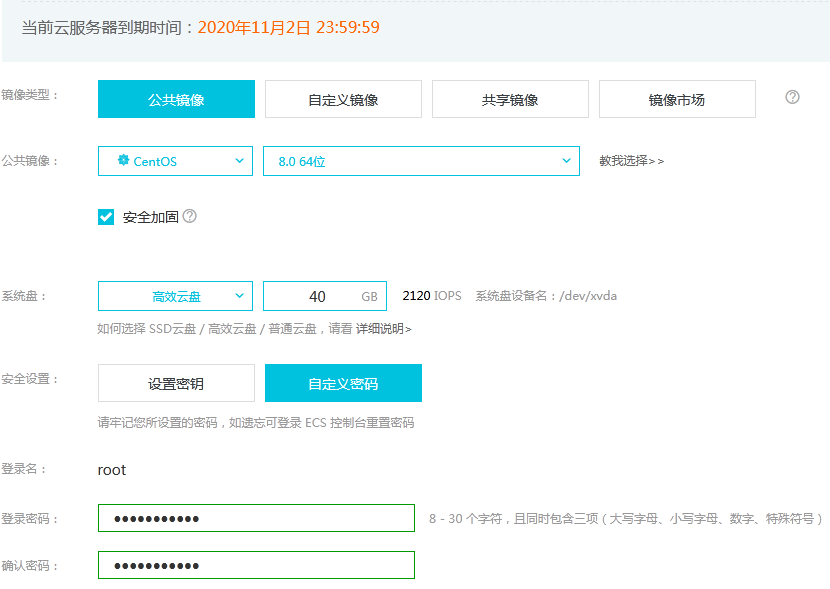 当前云服务器到期时间：2020年11月2日 23:59:59
镜像类型： 公共镜像 自定义镜像 共享镜像 镜像市场 ?
公共镜像： CentOS 8.0 64位 教我选择>>
安全加固 ?
系统盘： 高效云盘 40 GB 2120 IOPS 系统盘设备名：/dev/xvda
如何选择 SSD云盘 / 高效云盘 / 普通云盘，请看 详细说明>
安全设置： 设置密钥 自定义密码
请牢记您所设置的密码，如遗忘可登录 ECS 控制台重置密码
登录名： root
登录密码： ●●●●●●●●●●● 8 - 30 个字符，且同时包含三项（大写字母、小写字母、数字、特殊符号）
确认密码： ●●●●●●●●●●●